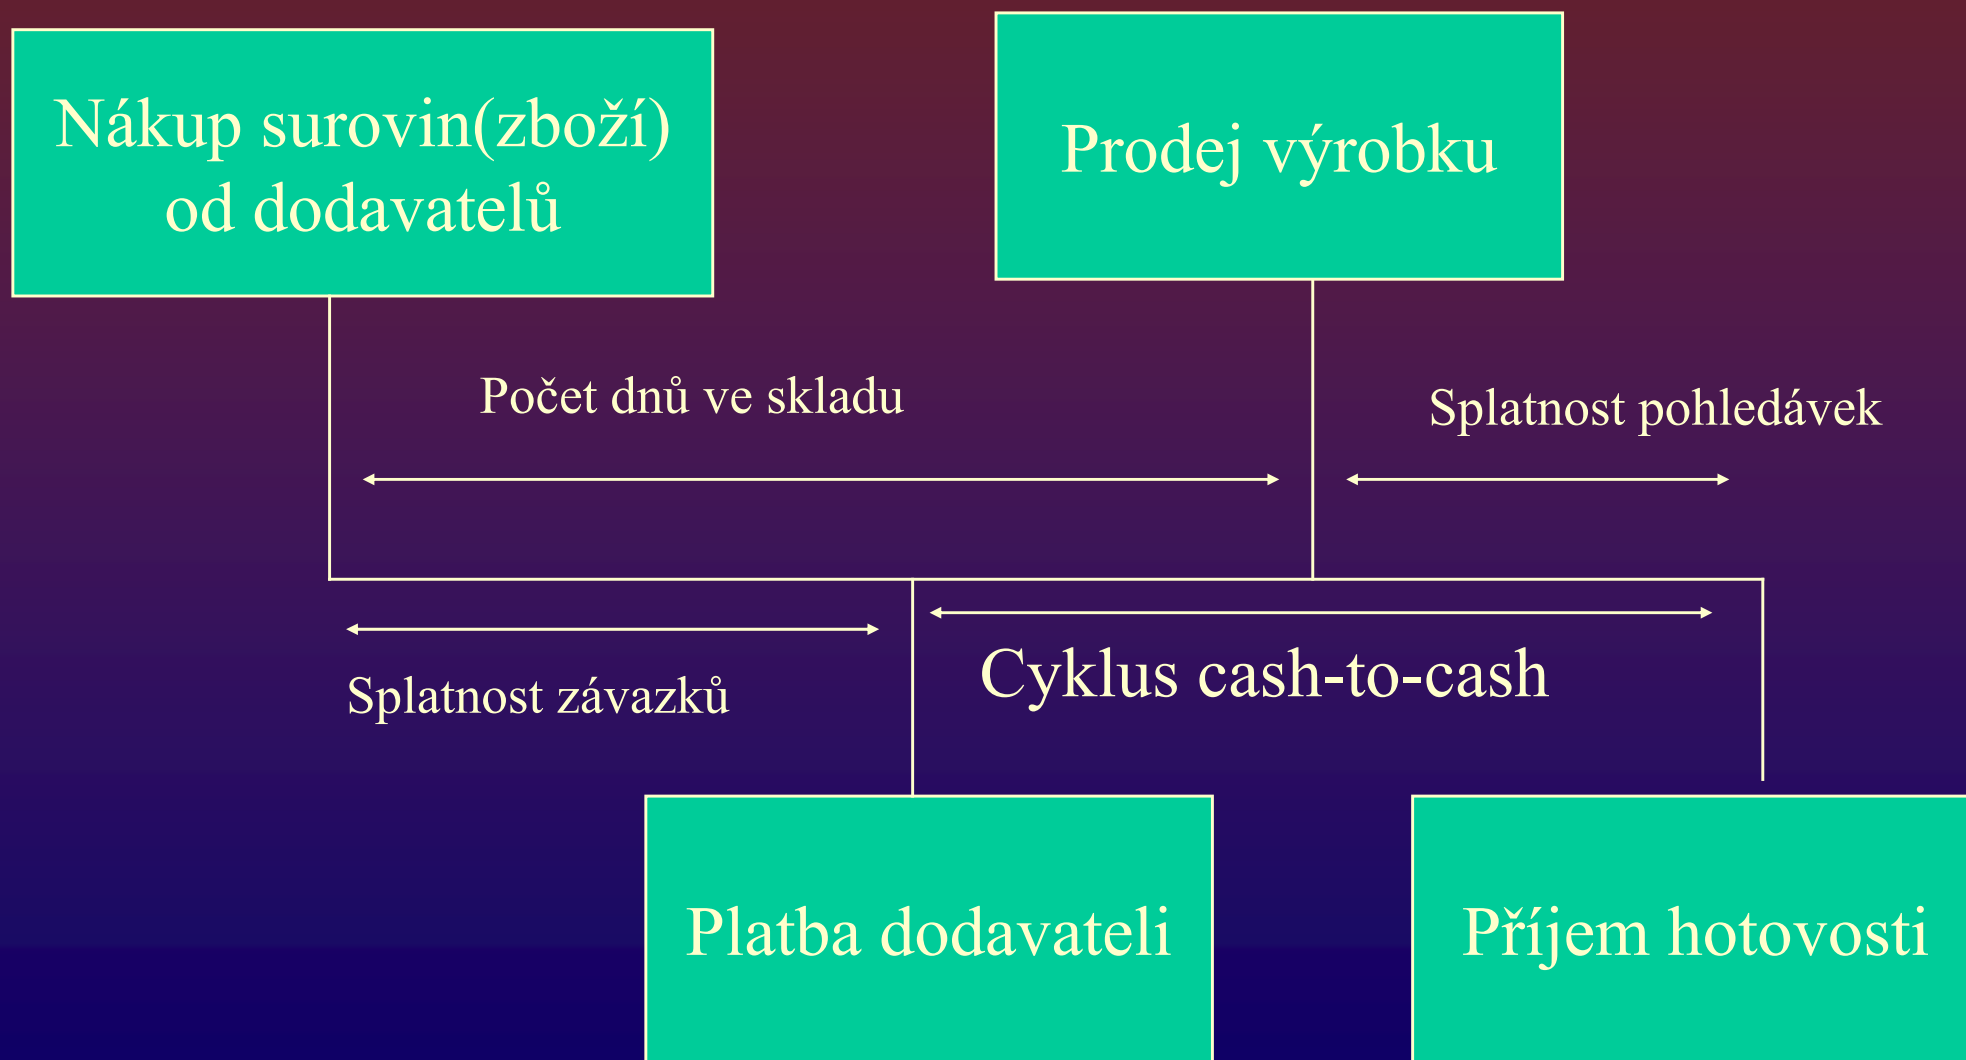 Nákup surovin(zboží)
od dodavatelů
Prodej výrobku
Počet dnů ve skladu
Splatnost pohledávek
Splatnost závazků
Cyklus cash-to-cash
Platba dodavateli
Příjem hotovosti